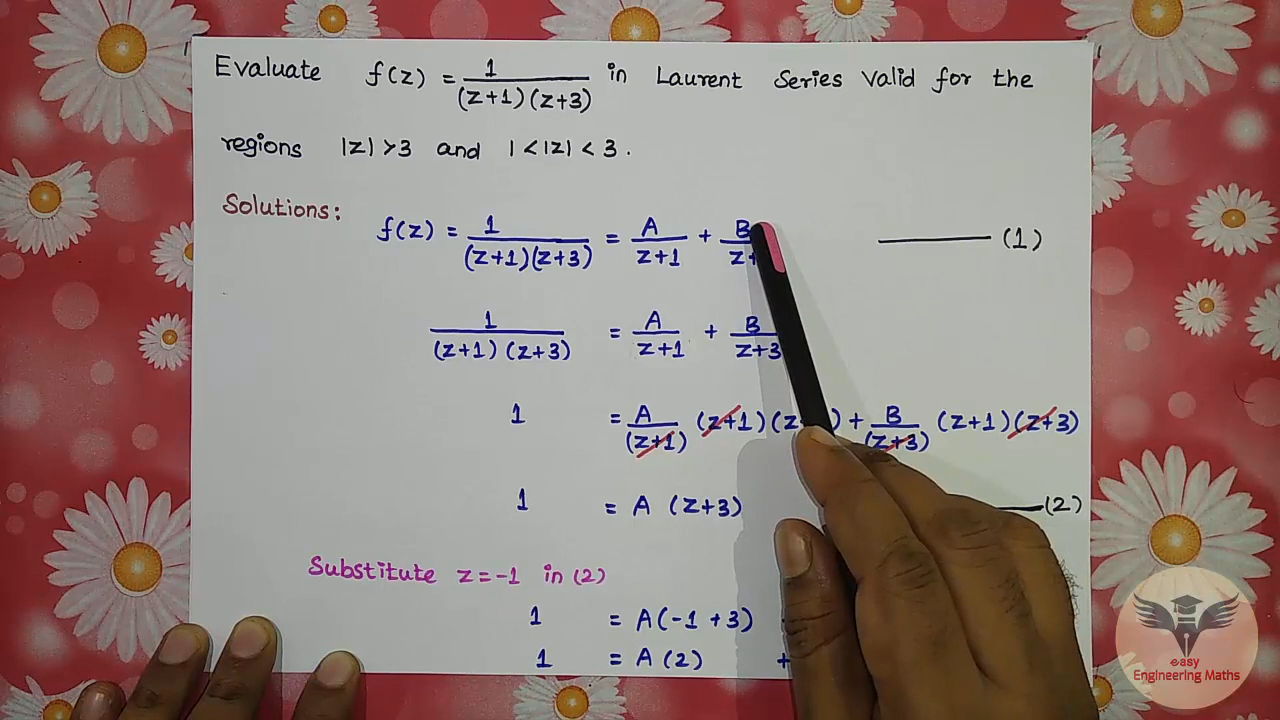 Evaluate f(z) = 1/(z+1)(z+3) in Laurent Series Valid for the
regions |z| > 3 and 1 < |z| < 3.
Solutions:
f(z) = 1/(z+1)(z+3) = A/z+1 + B/z+ ——— (1)
1/(z+1)(z+3) = A/z+1 + B/z+3
1 = A/(z+1) (z+1)(z ) + B/(z+3) (z+1)(z+3)
1 = A (z+3) ——— (2)
Substitute z = -1 in (2)
1 = A(-1+3)
1 = A(2) +
easy
Engineering Maths